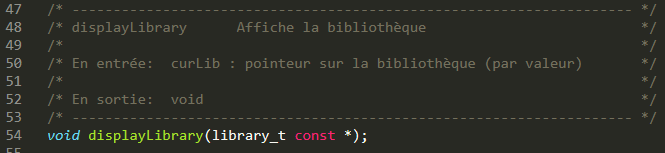 47 /* ---------------------------------------------------------------------- */
48 /* displayLibrary      Affiche la bibliothèque                            */
49 /*                                                                        */
50 /* En entrée:  curLib : pointeur sur la bibliothèque (par valeur)         */
51 /*                                                                        */
52 /* En sortie:  void                                                       */
53 /* ---------------------------------------------------------------------- */
54 void displayLibrary(library_t const *);
55